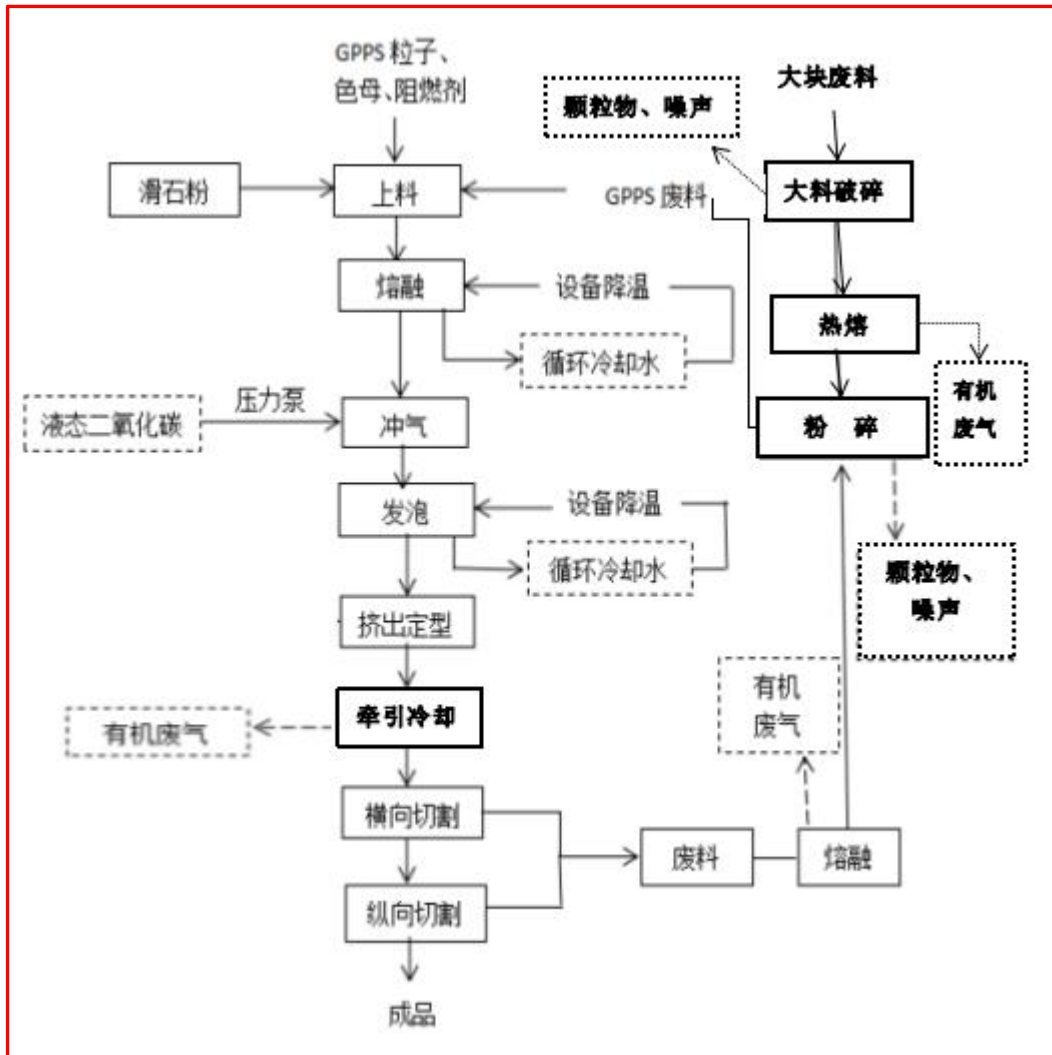 GPPS 粒子、
色母、阻燃剂
大块废料
颗粒物、噪声
滑石粉
上料
GPPS 废料
大料破碎
熔融
设备降温
循环冷却水
热熔
有机
废气
液态二氧化碳
压力泵
冲气
粉 碎
发泡
设备降温
循环冷却水
颗粒物、
噪声
挤出定型
有机
废气
牵引冷却
有机废气
横向切割
废料
熔融
纵向切割
成品